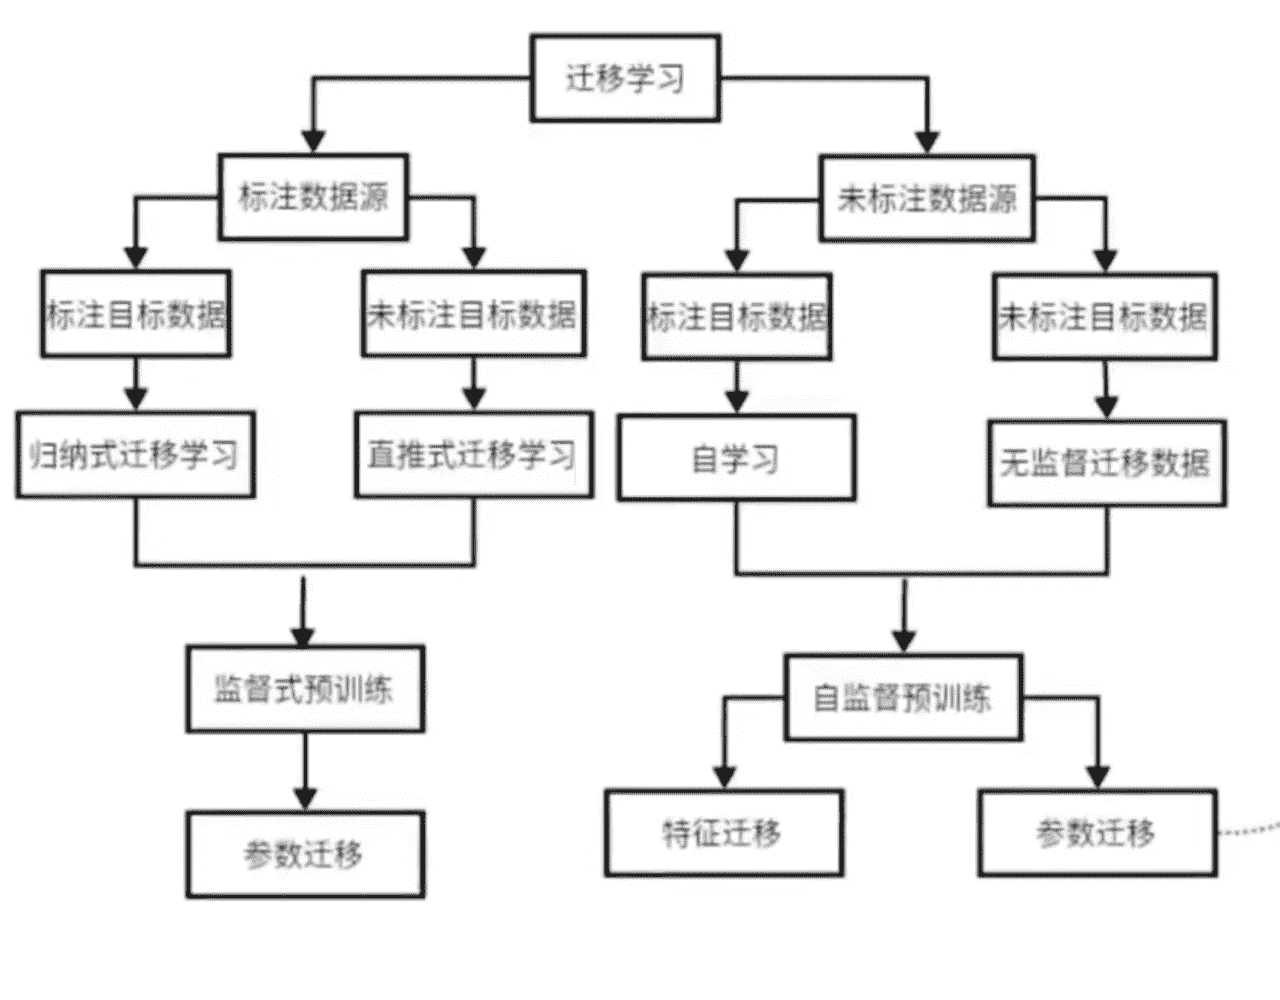 迁移学习
标注数据源
未标注数据源
标注目标数据
未标注目标数据
标注目标数据
未标注目标数据
归纳式迁移学习
直推式迁移学习
自学习
无监督迁移数据
监督式预训练
自监督预训练
特征迁移
参数迁移
参数迁移